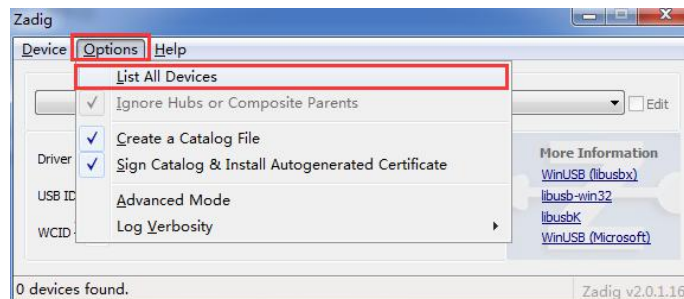 Zadig
Device Options Help
List All Devices
Ignore Hubs or Composite Parents
Edit
Create a Catalog File
Sign Catalog & Install Autogenerated Certificate
Advanced Mode
Log Verbosity
Driver
USB ID
WCID
More Information
WinUSB (libusbx)
libusb-win32
libusbK
WinUSB (Microsoft)
0 devices found.
Zadig v2.0.1.16